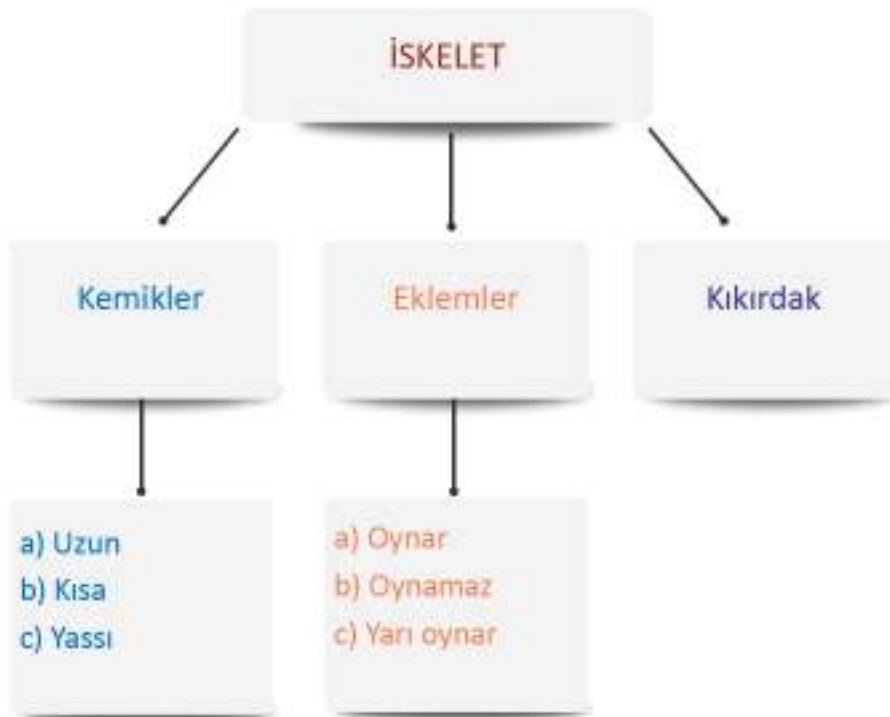 İSKELET
Kemikler
Eklemler
Kıkırdak
a) Uzun
b) Kısa
c) Yassı
a) Oynar
b) Oynamaz
c) Yarı oynar